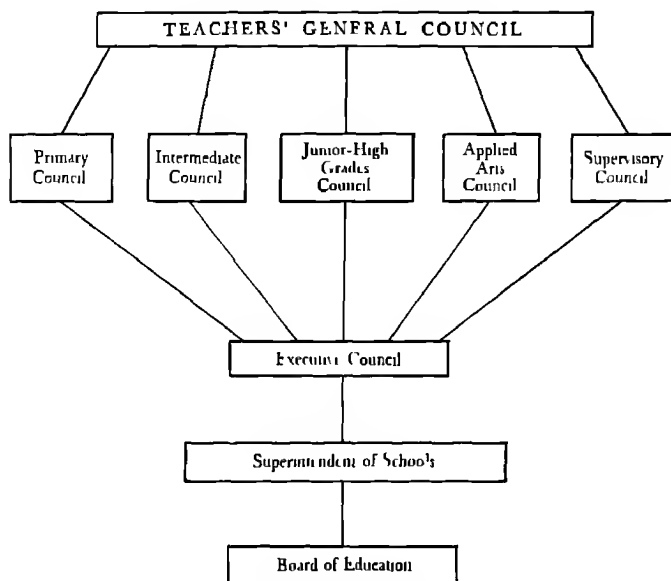 TEACHERS' GENERAL COUNCIL
Primary
Council
Intermediate
Council
Junior-High
Grades
Council
Applied
Arts
Council
Supervisory
Council
Executive Council
Superintendent of Schools
Board of Education